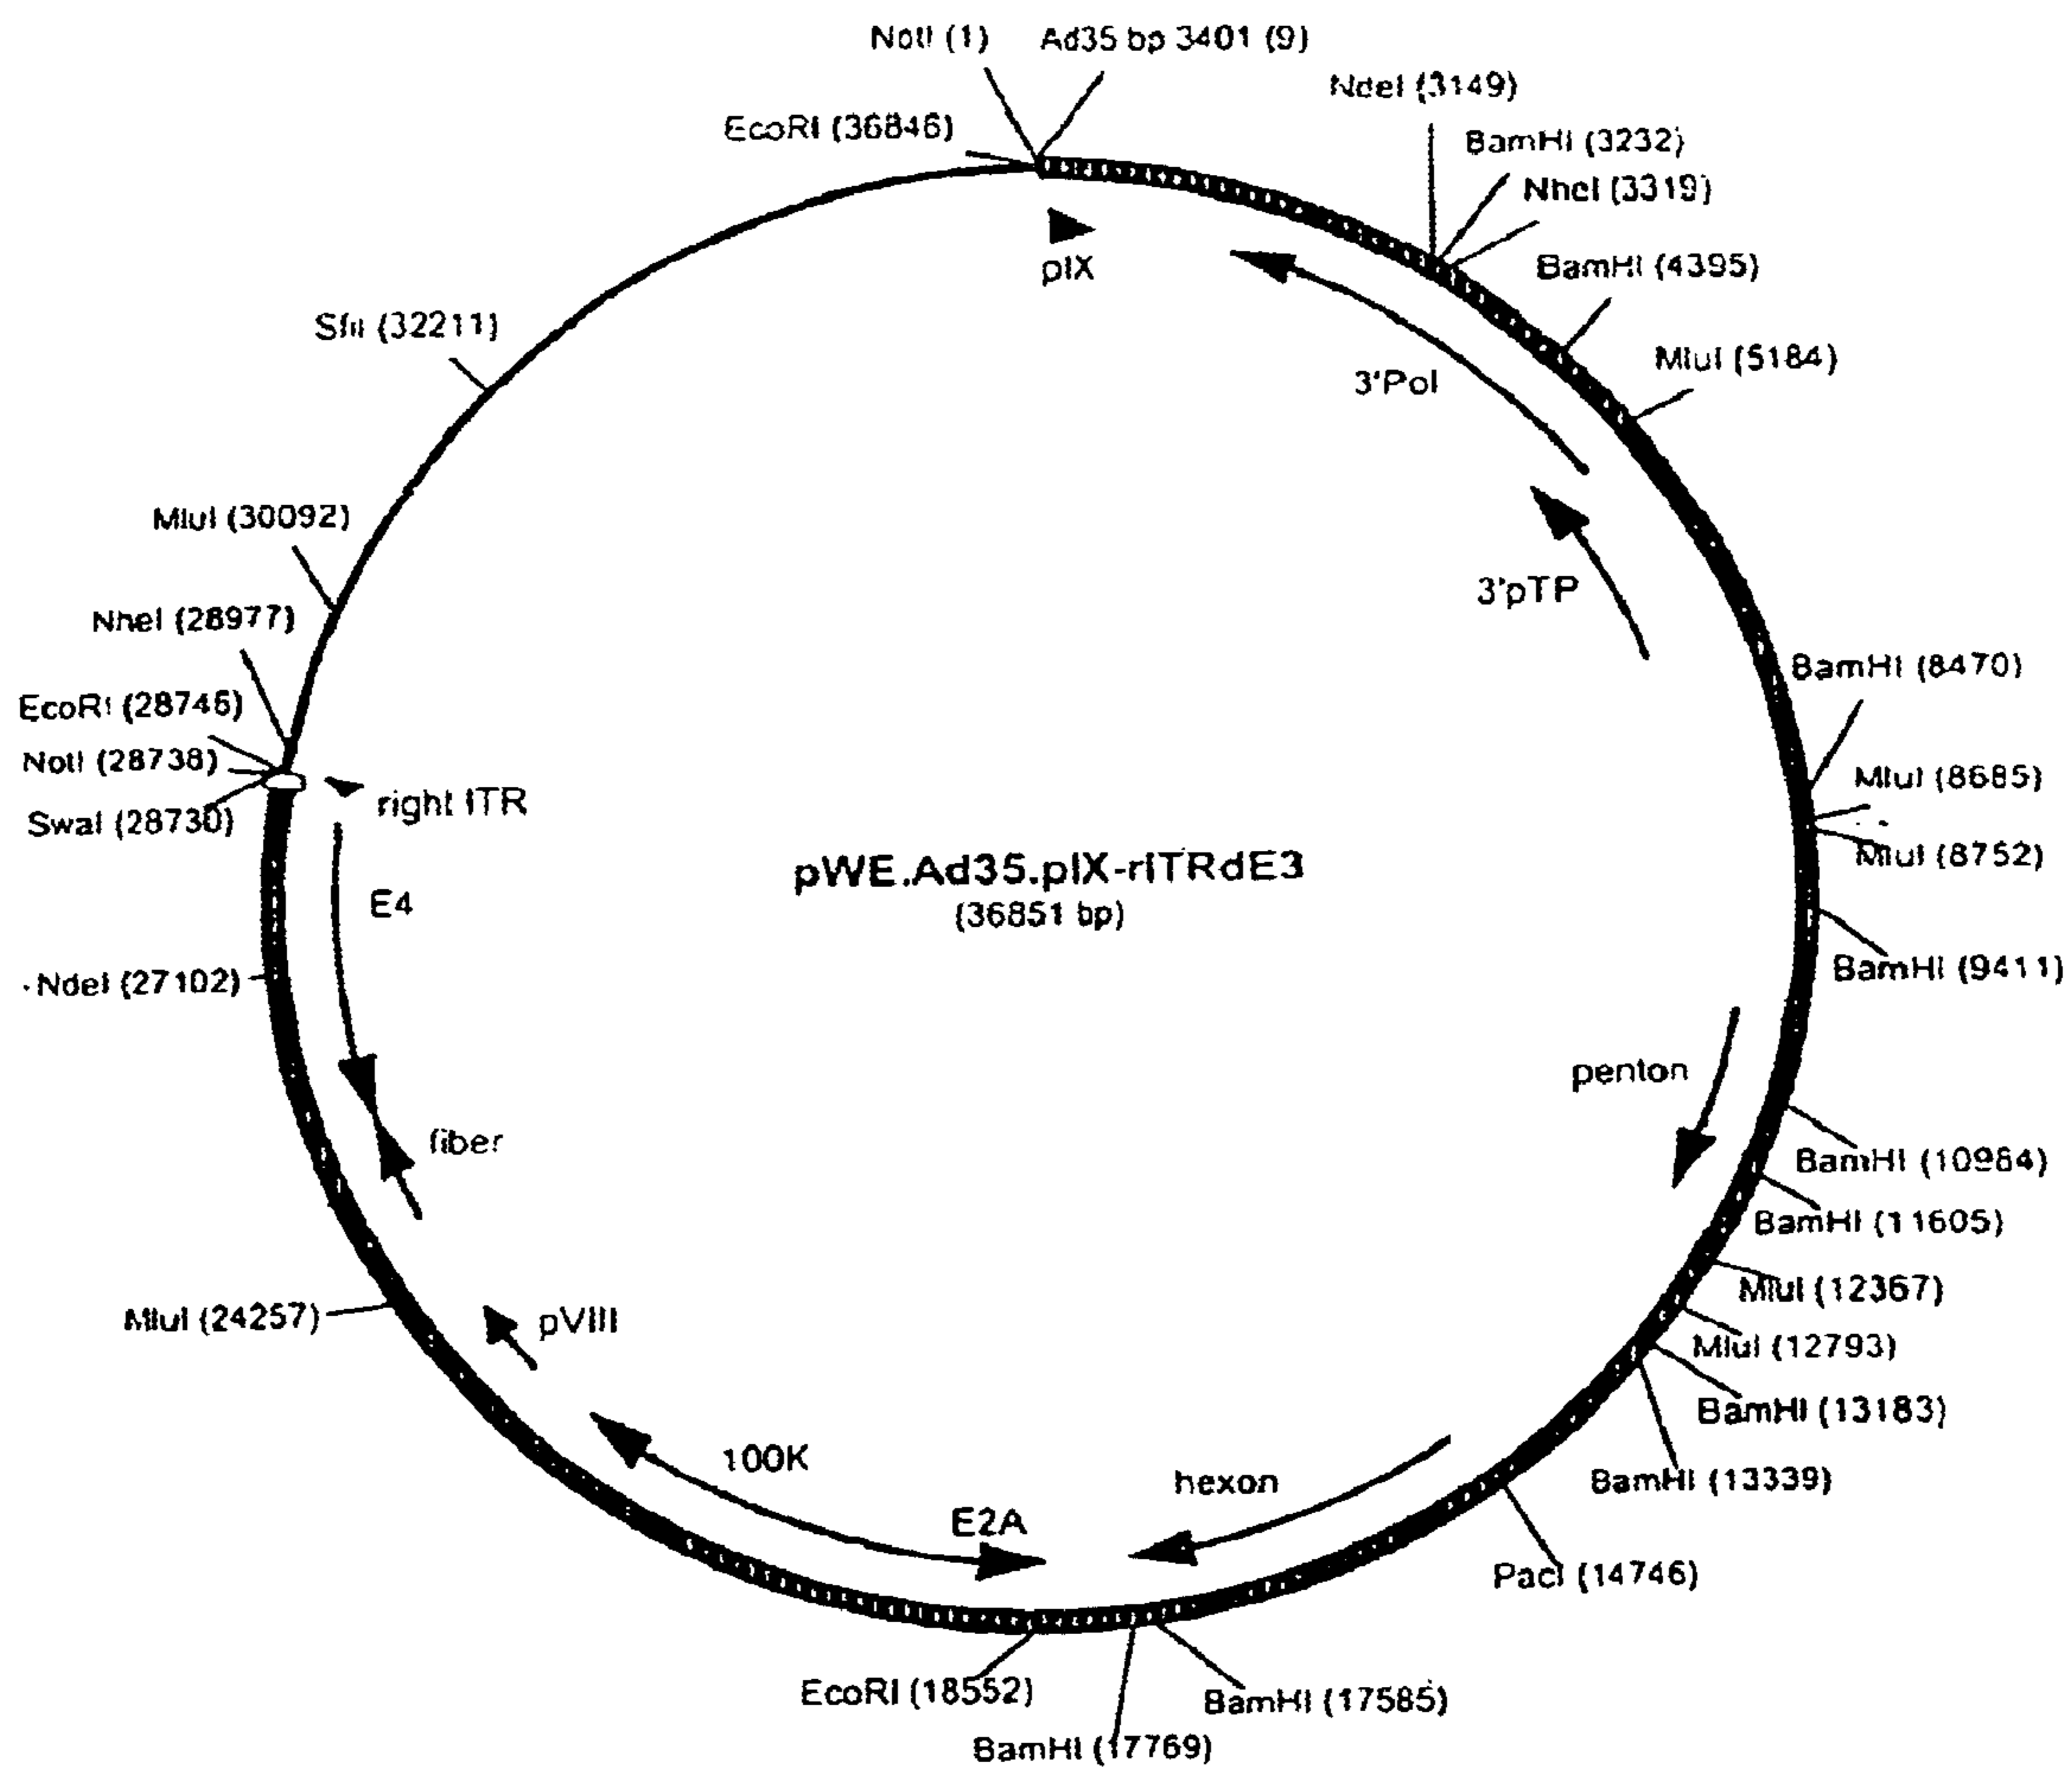 NotI (1)
Ad35 bp 3401 (9)
NdeI (3149)
EcoRI (36846)
BamHI (3232)
NheI (3319)
BamHI (4395)
SfiI (32211)
pIX
MluI (5184)
3'Pol
MluI (30092)
3'pTP
NheI (28977)
BamHI (8470)
EcoRI (28746)
NotI (28738)
MluI (8685)
right ITR
SwaI (28730)
MluI (8752)
pWE.Ad35.pIX-rITRdE3
(36851 bp)
E4
NdeI (27102)
BamHI (9411)
penton
fiber
BamHI (10964)
BamHI (11605)
MluI (12367)
MluI (24257)
pVIII
MluI (12793)
BamHI (13183)
100K
hexon
BamHI (13339)
E2A
PacI (14746)
EcoRI (18552)
BamHI (17585)
BamHI (17769)